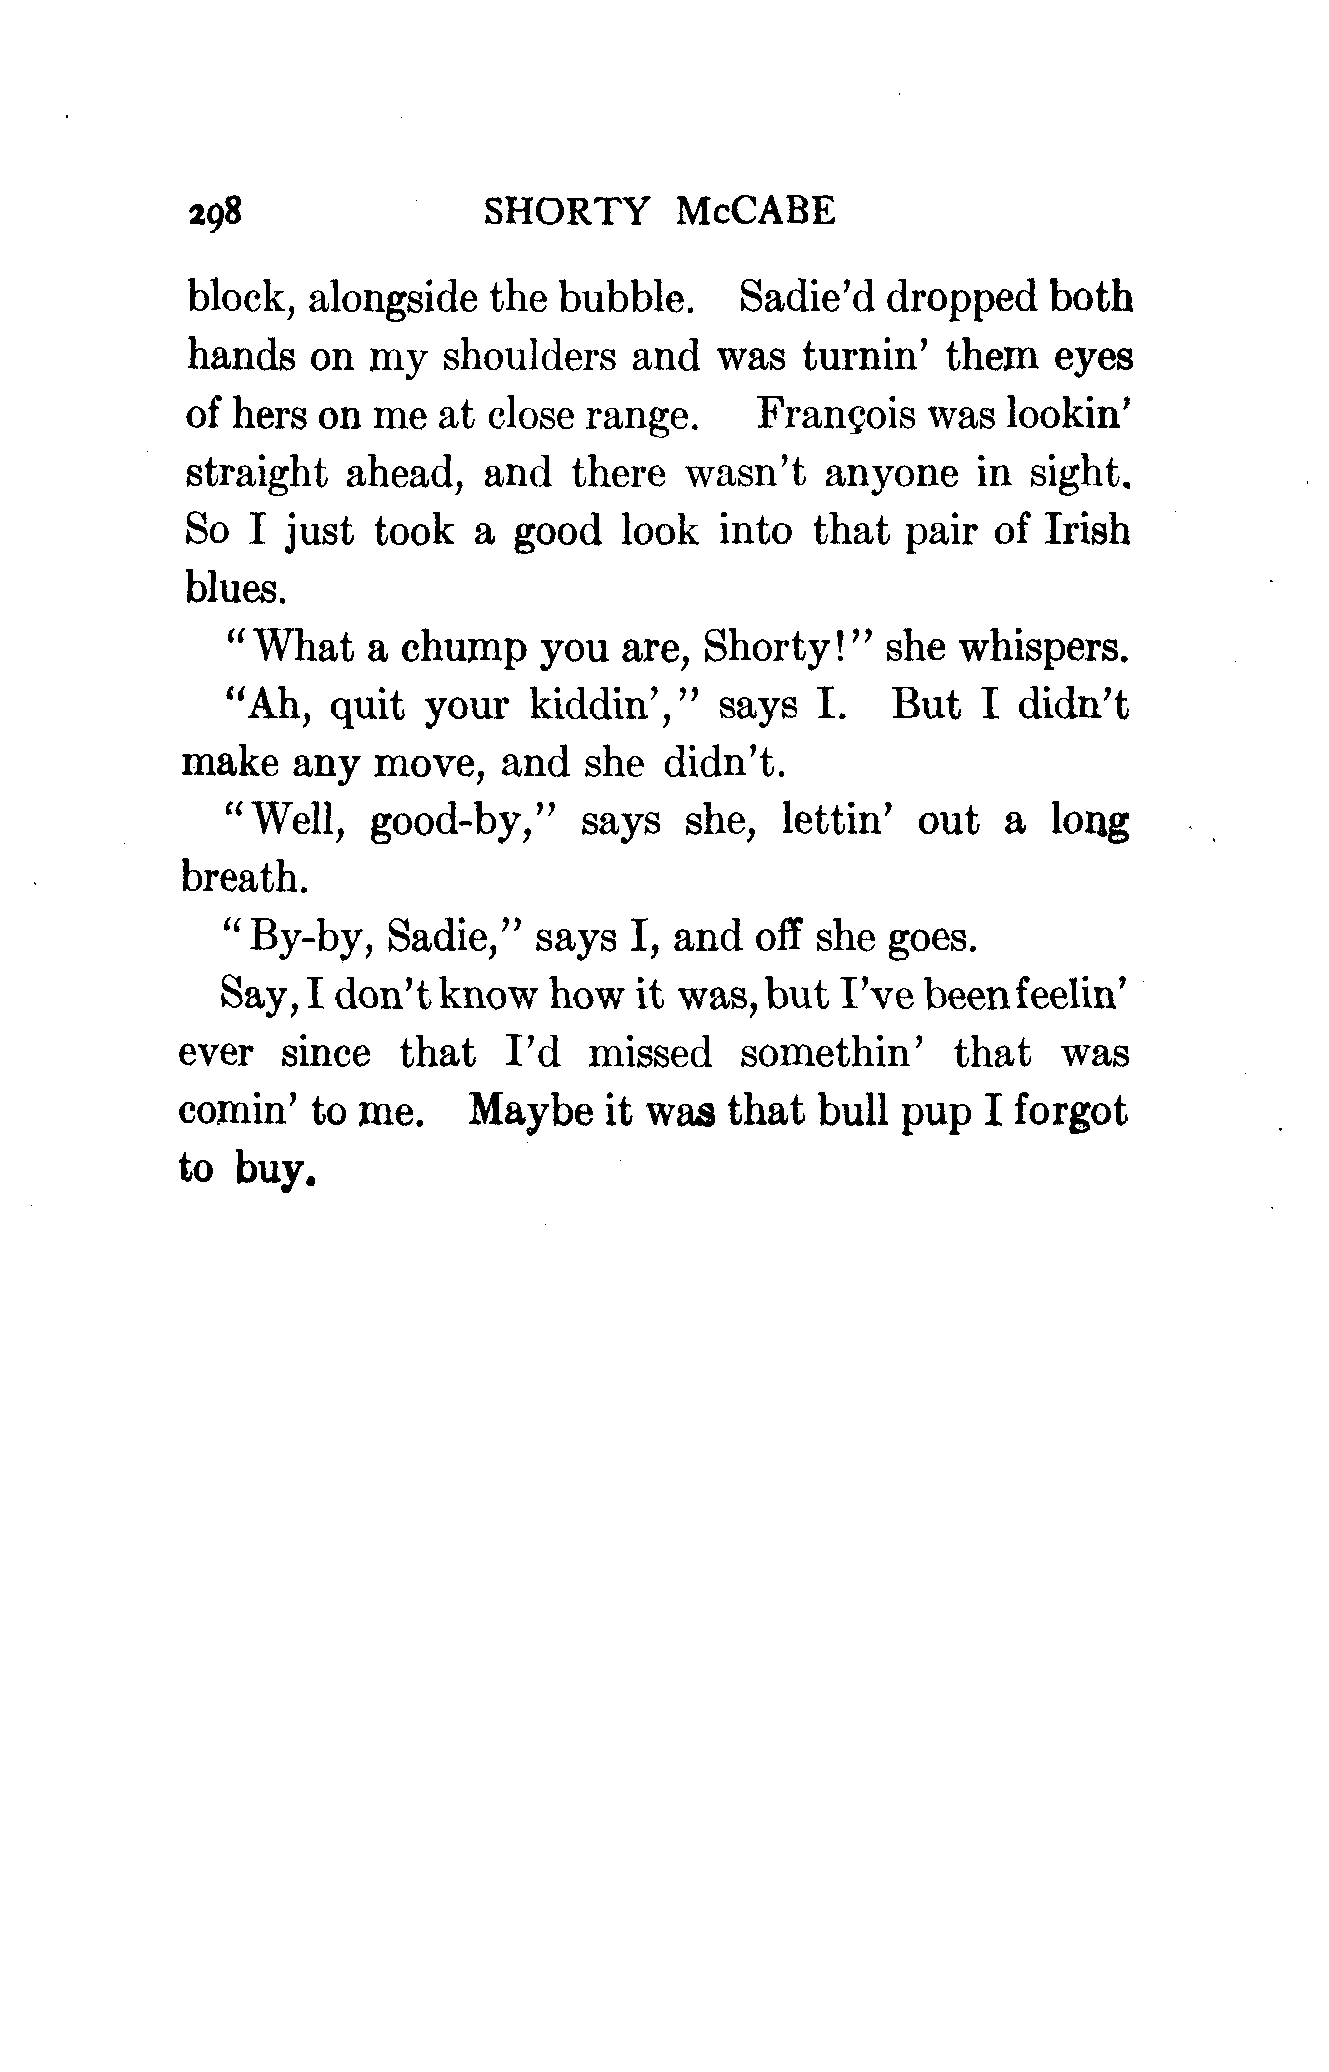 298 SHORTY McCABE
block, alongside the bubble. Sadie'd dropped both
hands on my shoulders and was turnin' them eyes
of hers on me at close range. François was lookin'
straight ahead, and there wasn't anyone in sight.
So I just took a good look into that pair of Irish
blues.
"What a chump you are, Shorty!" she whispers.
"Ah, quit your kiddin'," says I. But I didn't
make any move, and she didn't.
"Well, good-by," says she, lettin' out a long
breath.
"By-by, Sadie," says I, and off she goes.
Say, I don't know how it was, but I've been feelin'
ever since that I'd missed somethin' that was
comin' to me. Maybe it was that bull pup I forgot
to buy.